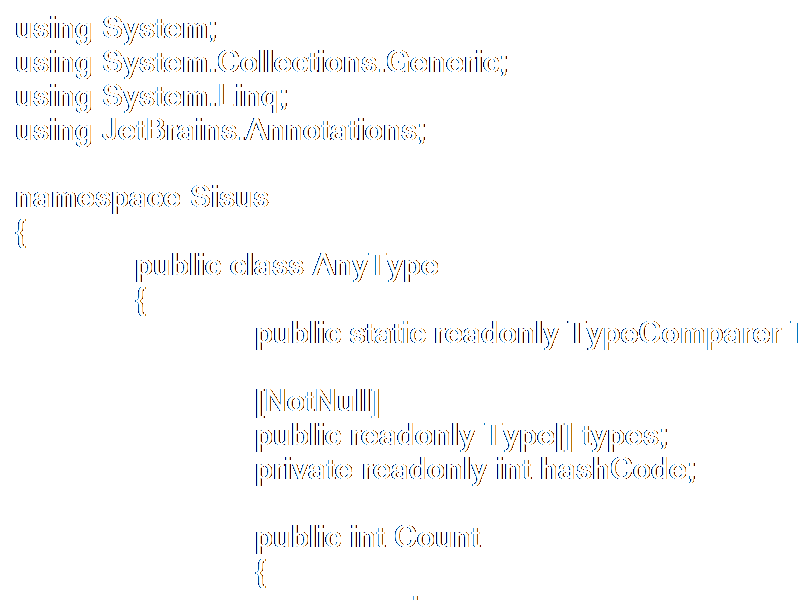 using System;
using System.Collections.Generic;
using System.Linq;
using JetBrains.Annotations;

namespace Sisus
{
public class AnyType
{
public static readonly TypeComparer T
[NotNull]
public readonly Type[] types;
private readonly int hashCode;
public int Count
{